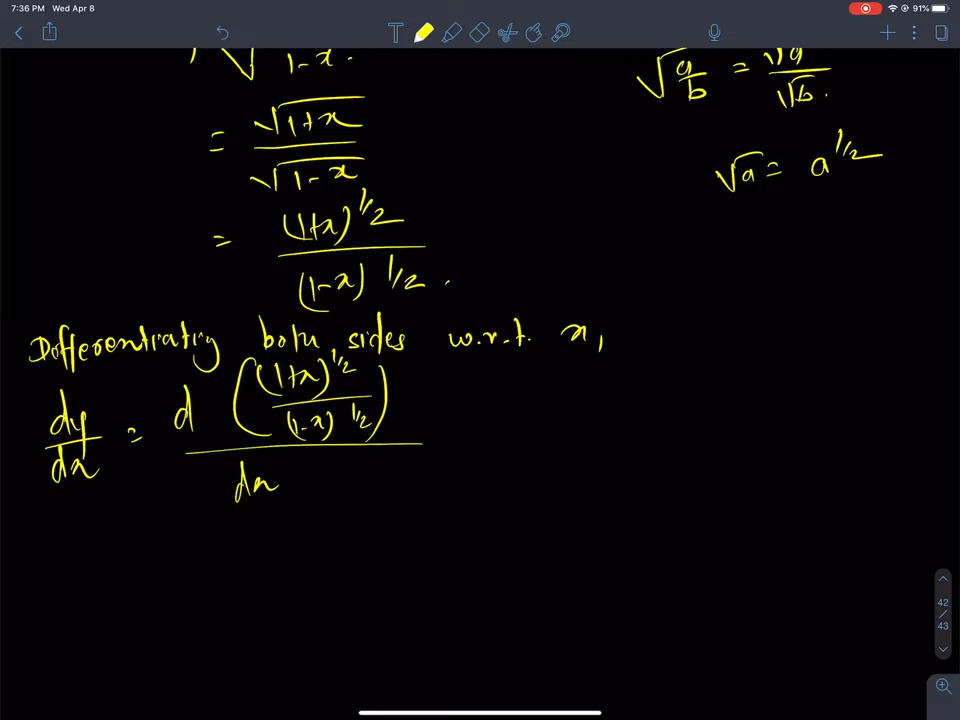 7:36 PM Wed Apr 8
91%
1-x.
√(a/b) = √a/√b.
= √(1+x)/√(1-x)
√a = a^1/2
= (1+x)^1/2/(1-x)^1/2.
Differentiating both sides w.r.t. x,
dy/dx = d((1+x)^1/2/(1-x)^1/2)/dx
42
/
43